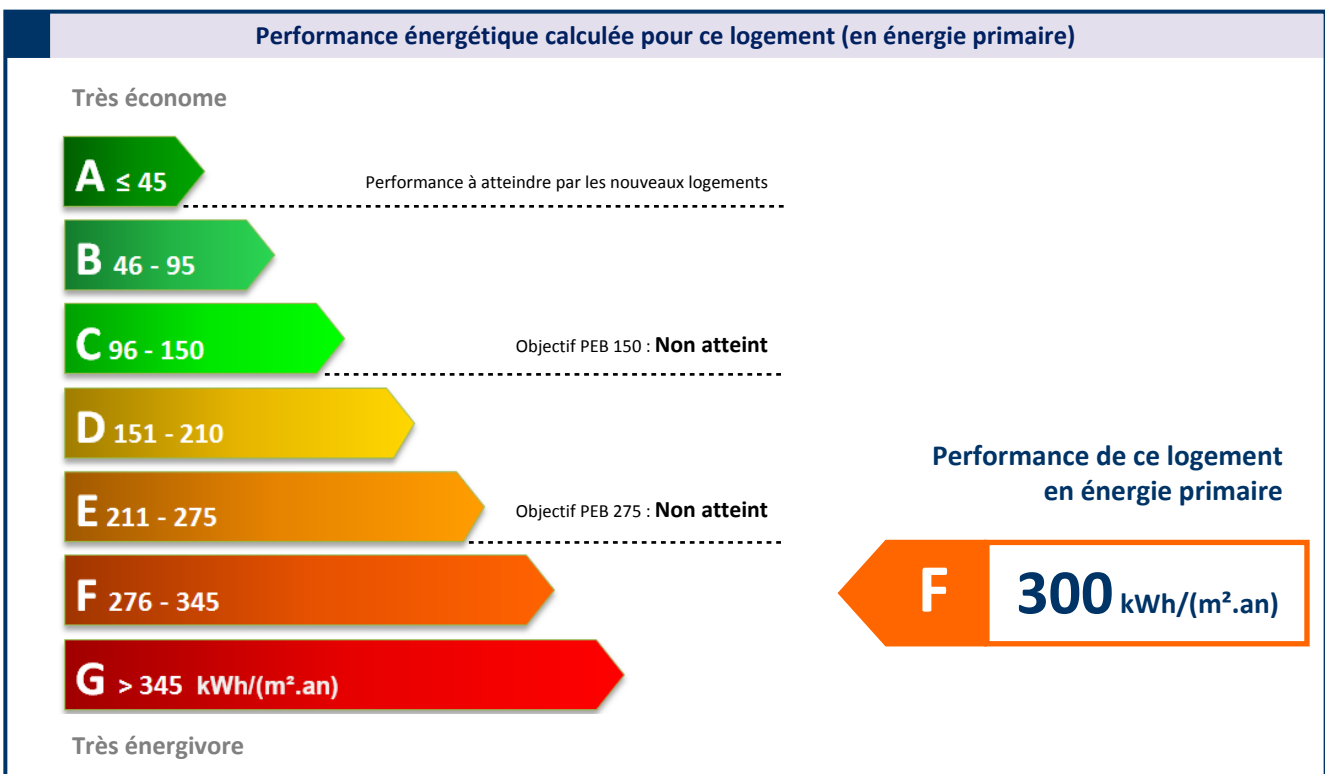 Performance énergétique calculée pour ce logement (en énergie primaire)
Très économe
A ≤ 45
Performance à atteindre par les nouveaux logements
B 46 - 95
C 96 - 150
Objectif PEB 150 : Non atteint
D 151 - 210
E 211 - 275
Objectif PEB 275 : Non atteint
F 276 - 345
G > 345 kWh/(m².an)
Très énergivore
Performance de ce logement
en énergie primaire
F 300 kWh/(m².an)